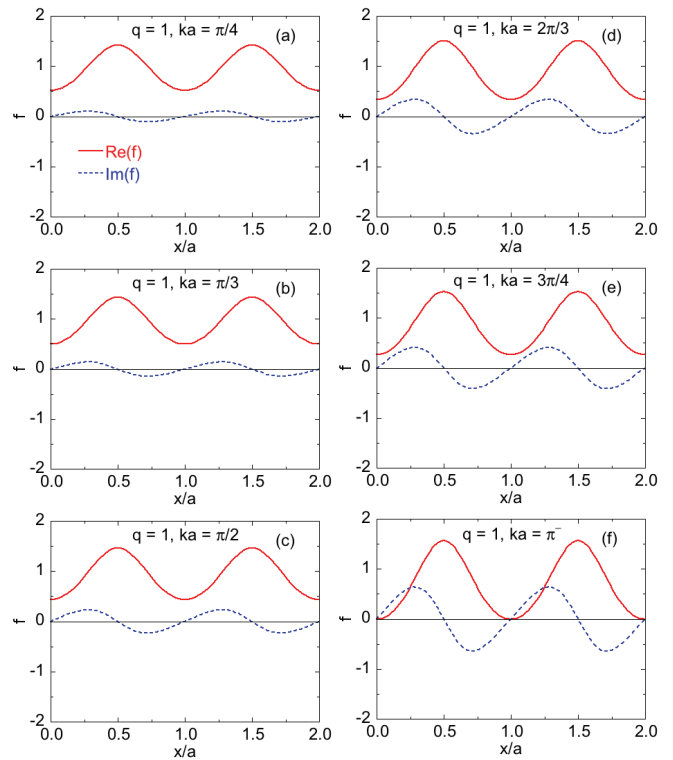 q = 1, ka = π/4 (a)
2
1
0
-1
-2
f
Re(f)
Im(f)
0.0 0.5 1.0 1.5 2.0
x/a
q = 1, ka = π/3 (b)
2
1
0
-1
-2
f
0.0 0.5 1.0 1.5 2.0
x/a
q = 1, ka = π/2 (c)
2
1
0
-1
-2
f
0.0 0.5 1.0 1.5 2.0
x/a
q = 1, ka = 2π/3 (d)
2
1
0
-1
-2
f
0.0 0.5 1.0 1.5 2.0
x/a
q = 1, ka = 3π/4 (e)
2
1
0
-1
-2
f
0.0 0.5 1.0 1.5 2.0
x/a
q = 1, ka = π⁻ (f)
2
1
0
-1
-2
f
0.0 0.5 1.0 1.5 2.0
x/a